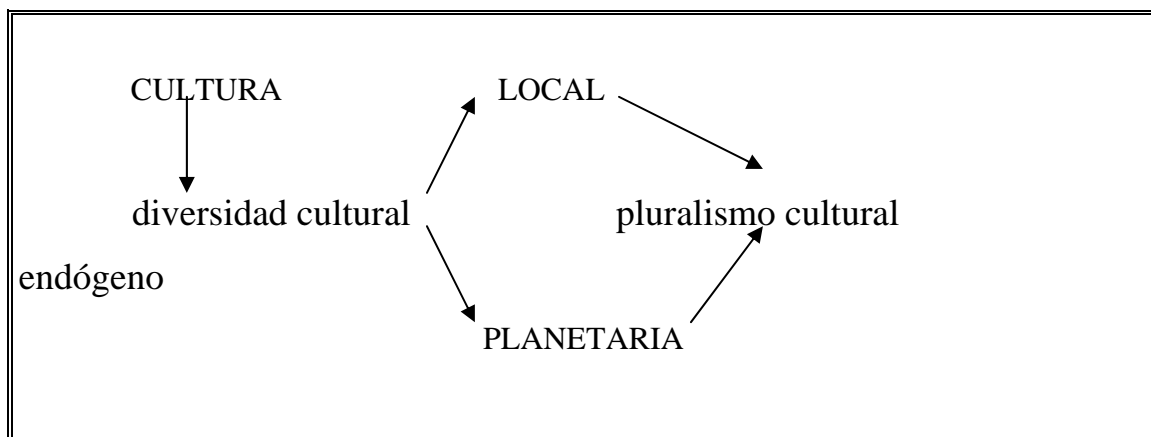 CULTURA LOCAL
diversidad cultural pluralismo cultural
endógeno
PLANETARIA